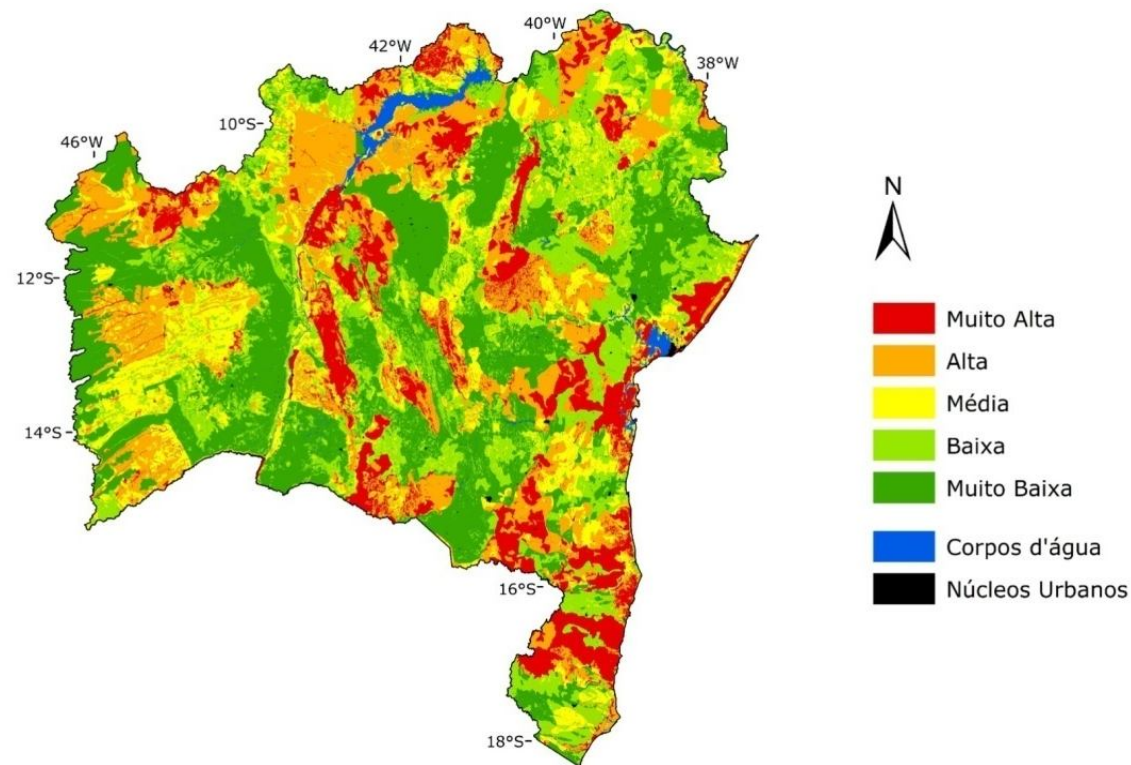 40°W
42°W
38°W
10°S
46°W
12°S
14°S
16°S
18°S
N
Muito Alta
Alta
Média
Baixa
Muito Baixa
Corpos d'água
Núcleos Urbanos